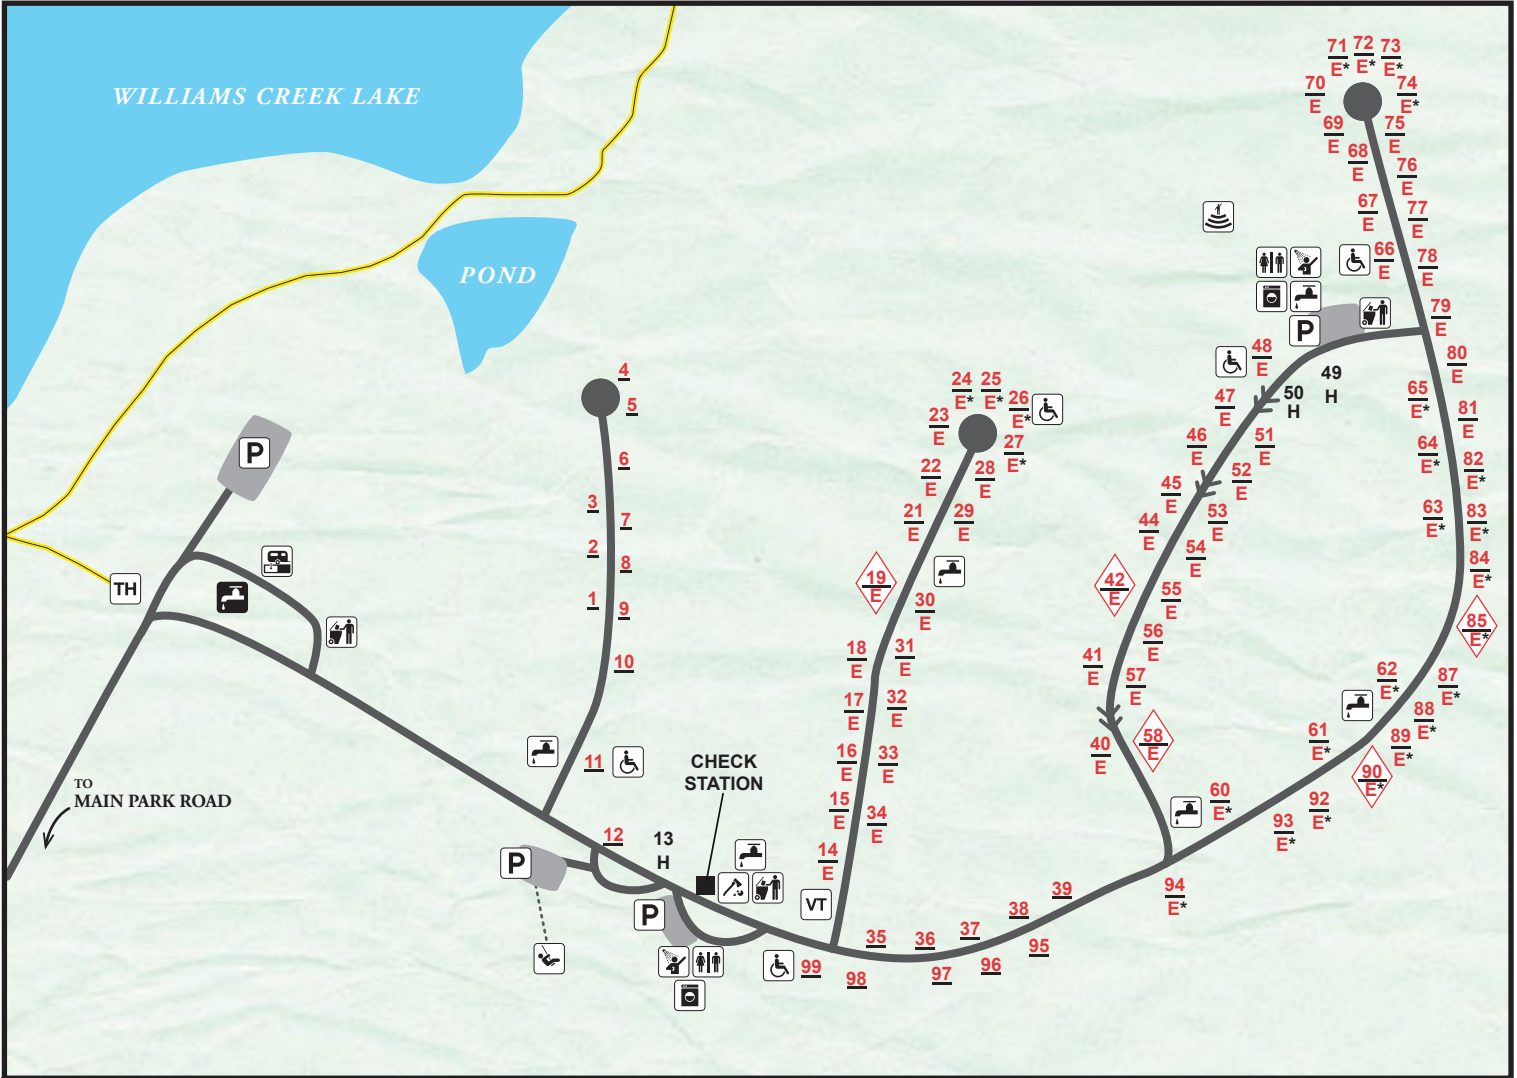 WILLIAMS CREEK LAKE
POND
TH
P
TO
MAIN PARK ROAD
4
5
6
3
7
2
8
1
9
10
11
12
13
H
P
P
CHECK
STATION
VT
14
E
15
E
16
E
17
E
18
E
19
E
21
E
22
E
23
E
24
E*
25
E*
26
E*
27
E*
28
E
29
E
30
E
31
E
32
E
33
E
34
E
35
36
37
38
39
40
E
41
E
42
E
44
E
45
E
46
E
47
E
48
E
49
H
50
H
51
E
52
E
53
E
54
E
55
E
56
E
57
E
58
E
60
E*
61
E*
62
E*
63
E*
64
E*
65
E*
P
66
E
67
E
68
E
69
E
70
E
71
E*
72
E*
73
E*
74
E*
75
E
76
E
77
E
78
E
79
E
80
E
81
E
82
E*
83
E*
84
E*
85
E*
87
E*
88
E*
89
E*
90
E*
92
E*
93
E*
94
E*
95
96
97
98
99